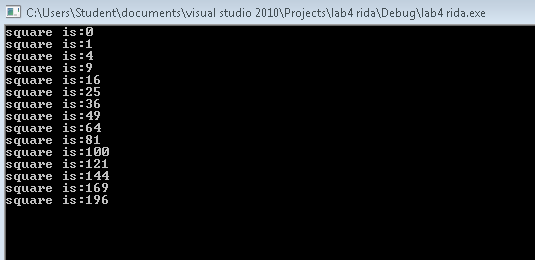 C:\Users\Student\documents\visual studio 2010\Projects\lab4 rida\Debug\lab4 rida.exe
square is:0
square is:1
square is:4
square is:9
square is:16
square is:25
square is:36
square is:49
square is:64
square is:81
square is:100
square is:121
square is:144
square is:169
square is:196